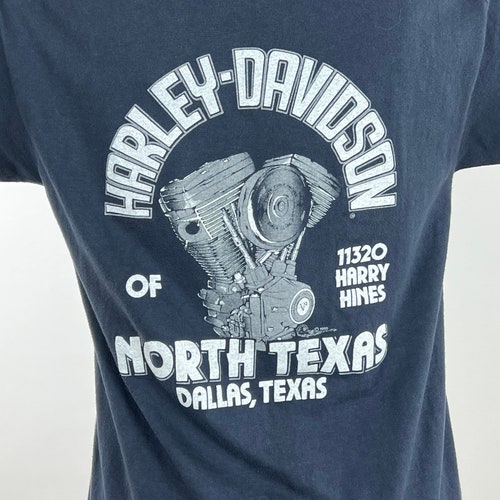 HARLEY-DAVIDSON
®
OF
11320
HARRY
HINES
NORTH TEXAS
DALLAS, TEXAS